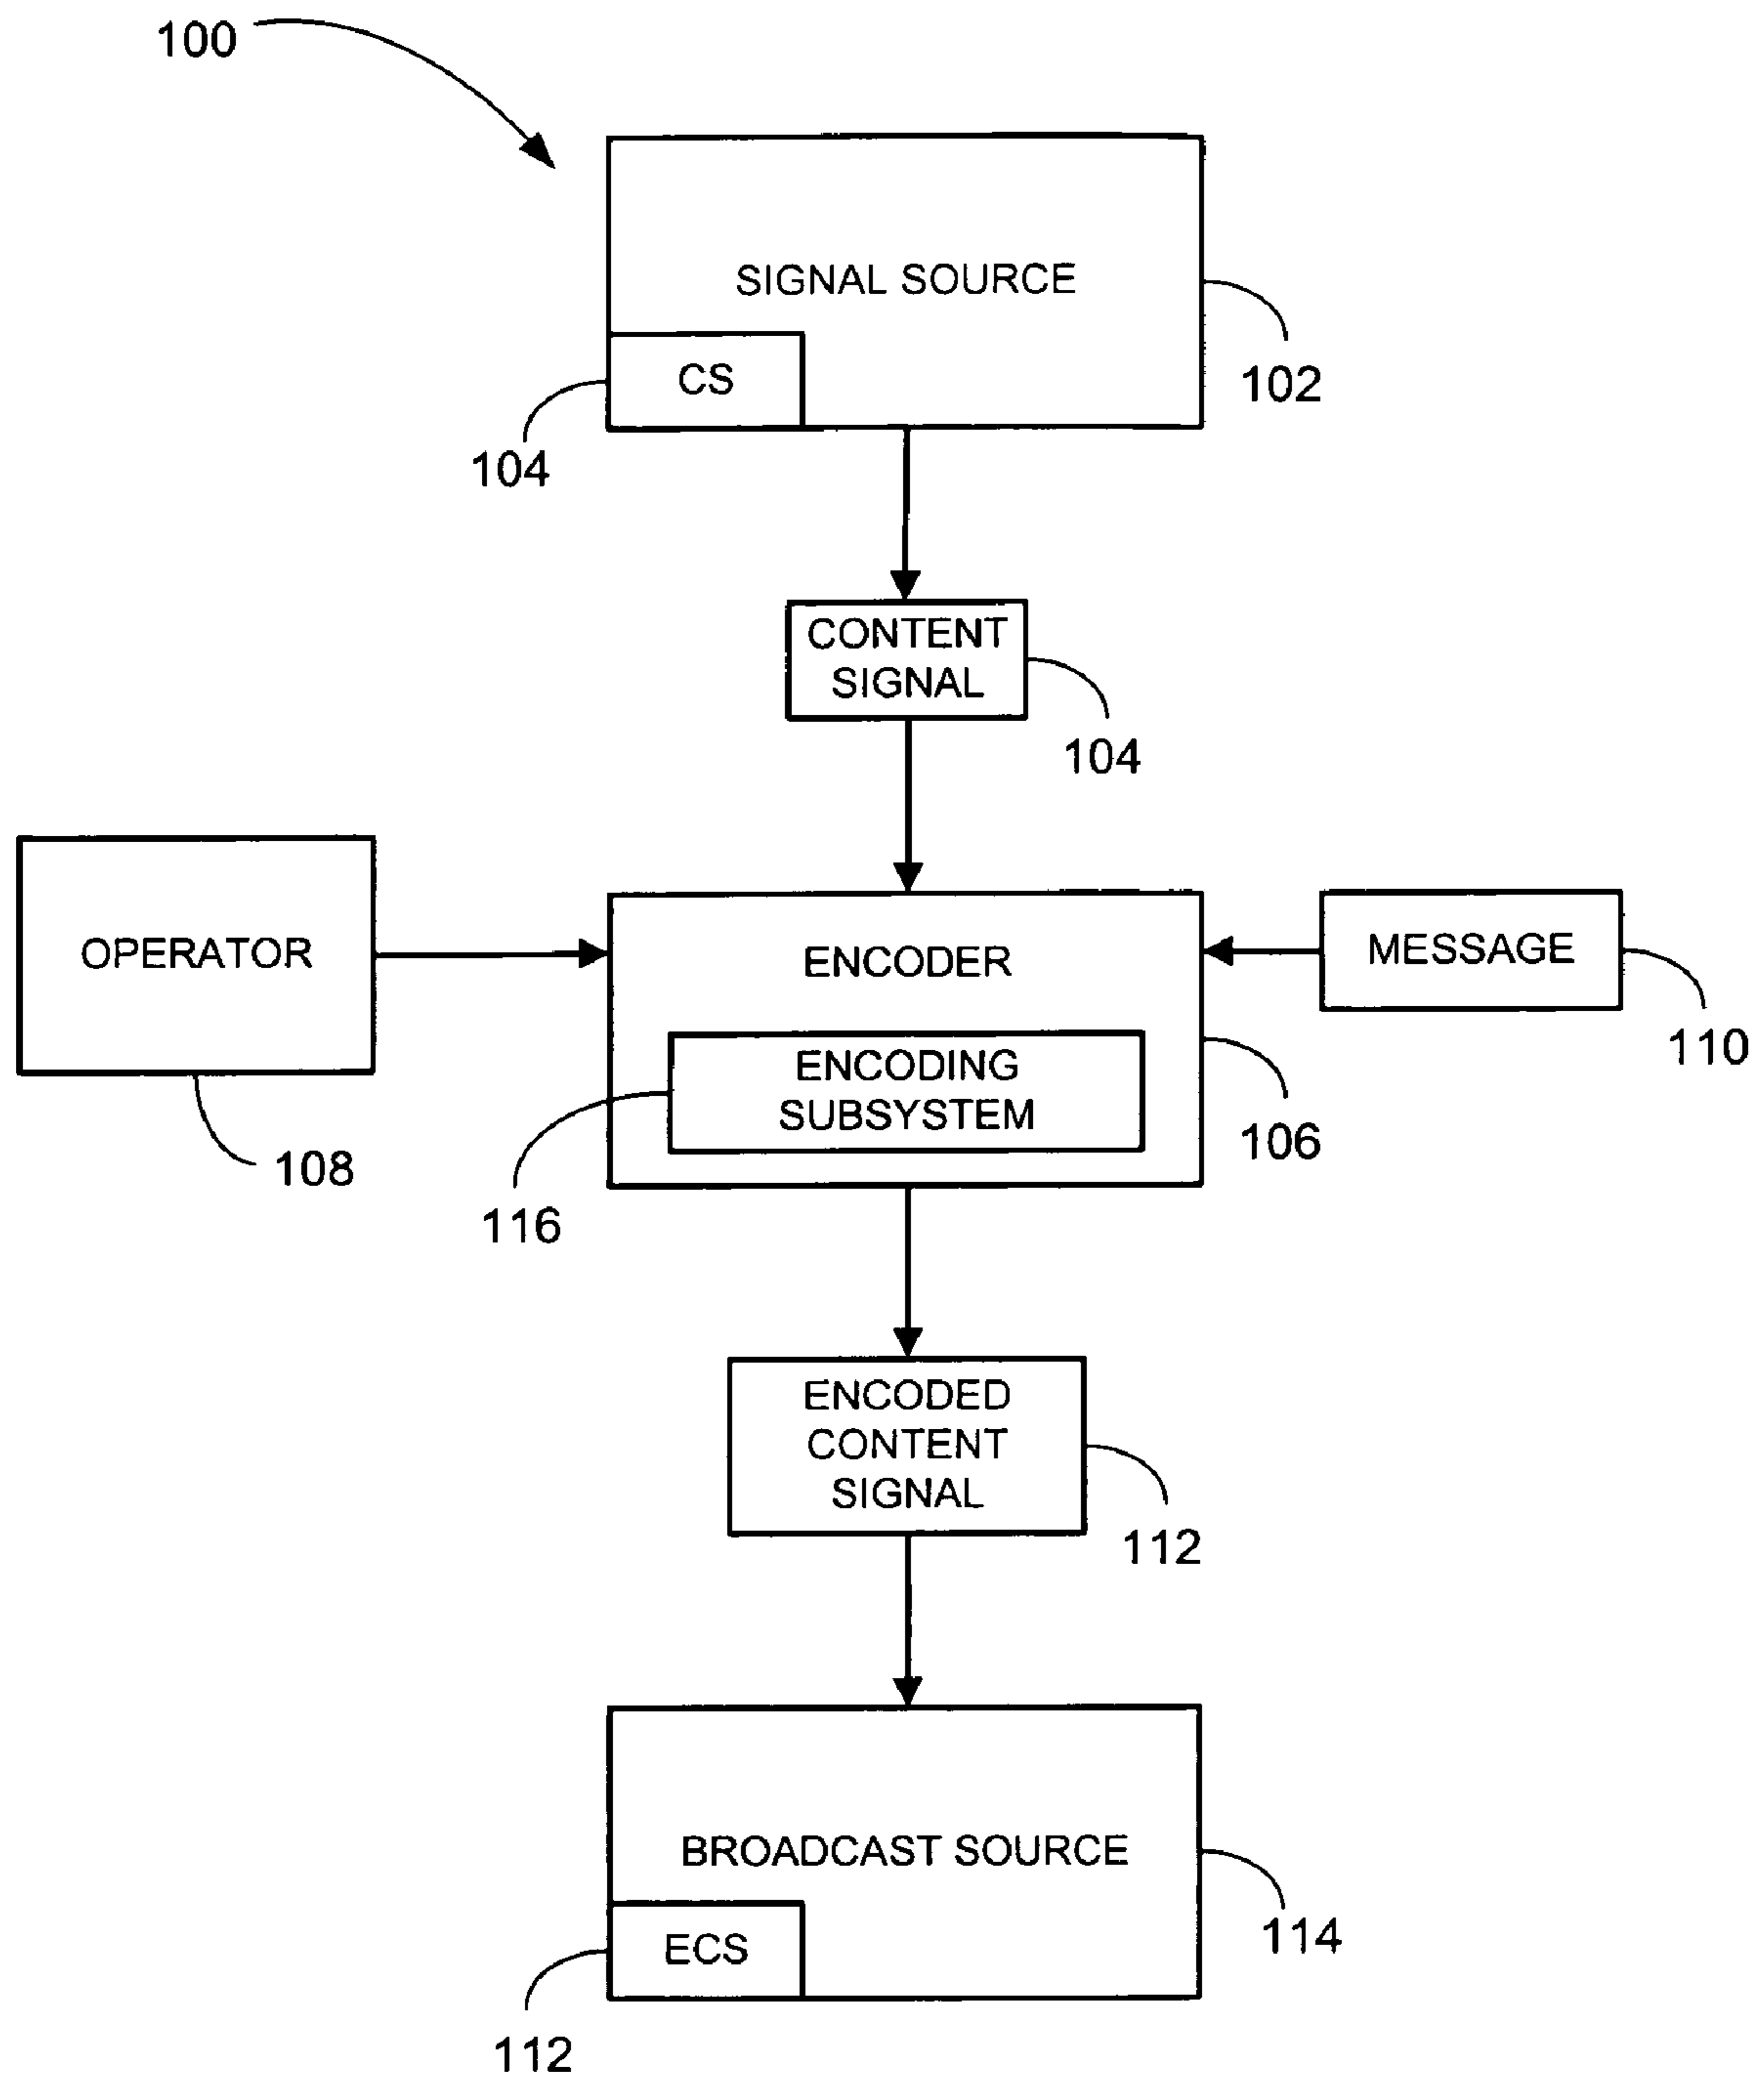 100
SIGNAL SOURCE
CS
102
104
CONTENT
SIGNAL
104
OPERATOR
ENCODER
MESSAGE
110
ENCODING
SUBSYSTEM
106
108
116
ENCODED
CONTENT
SIGNAL
112
BROADCAST SOURCE
114
ECS
112